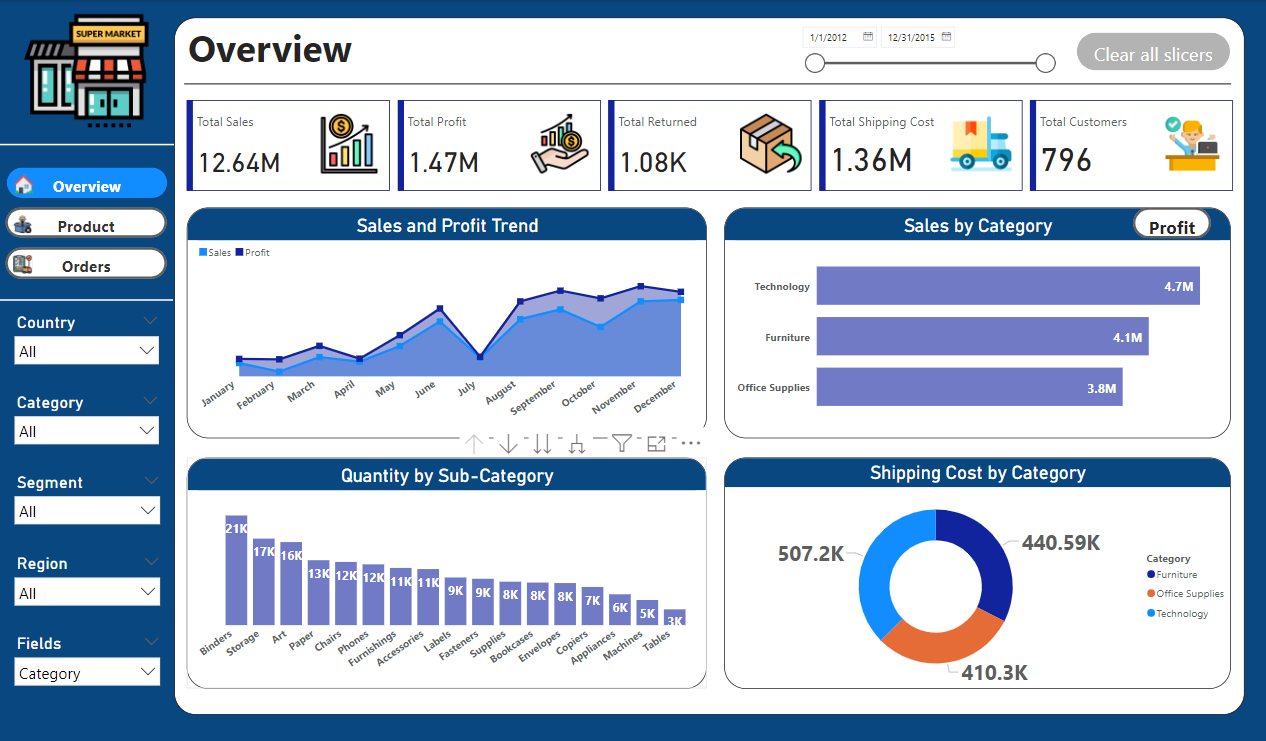 SUPER MARKET
Overview
Product
Orders
Country
All
Category
All
Segment
All
Region
All
Fields
Category
Overview
1/1/2012
12/31/2015
Clear all slicers
Total Sales
12.64M
Total Profit
1.47M
Total Returned
1.08K
Total Shipping Cost
1.36M
Total Customers
796
Sales and Profit Trend
Sales Profit
January
February
March
April
May
June
July
August
September
October
November
December
Sales by Category
Profit
Technology
4.7M
Furniture
4.1M
Office Supplies
3.8M
Quantity by Sub-Category
21K
17K
16K
13K
12K
12K
11K
11K
9K
9K
8K
8K
8K
7K
6K
5K
3K
Binders
Storage
Art
Paper
Chairs
Phones
Furnishings
Accessories
Labels
Fasteners
Supplies
Bookcases
Envelopes
Copiers
Appliances
Machines
Tables
Shipping Cost by Category
507.2K
440.59K
410.3K
Category
Furniture
Office Supplies
Technology